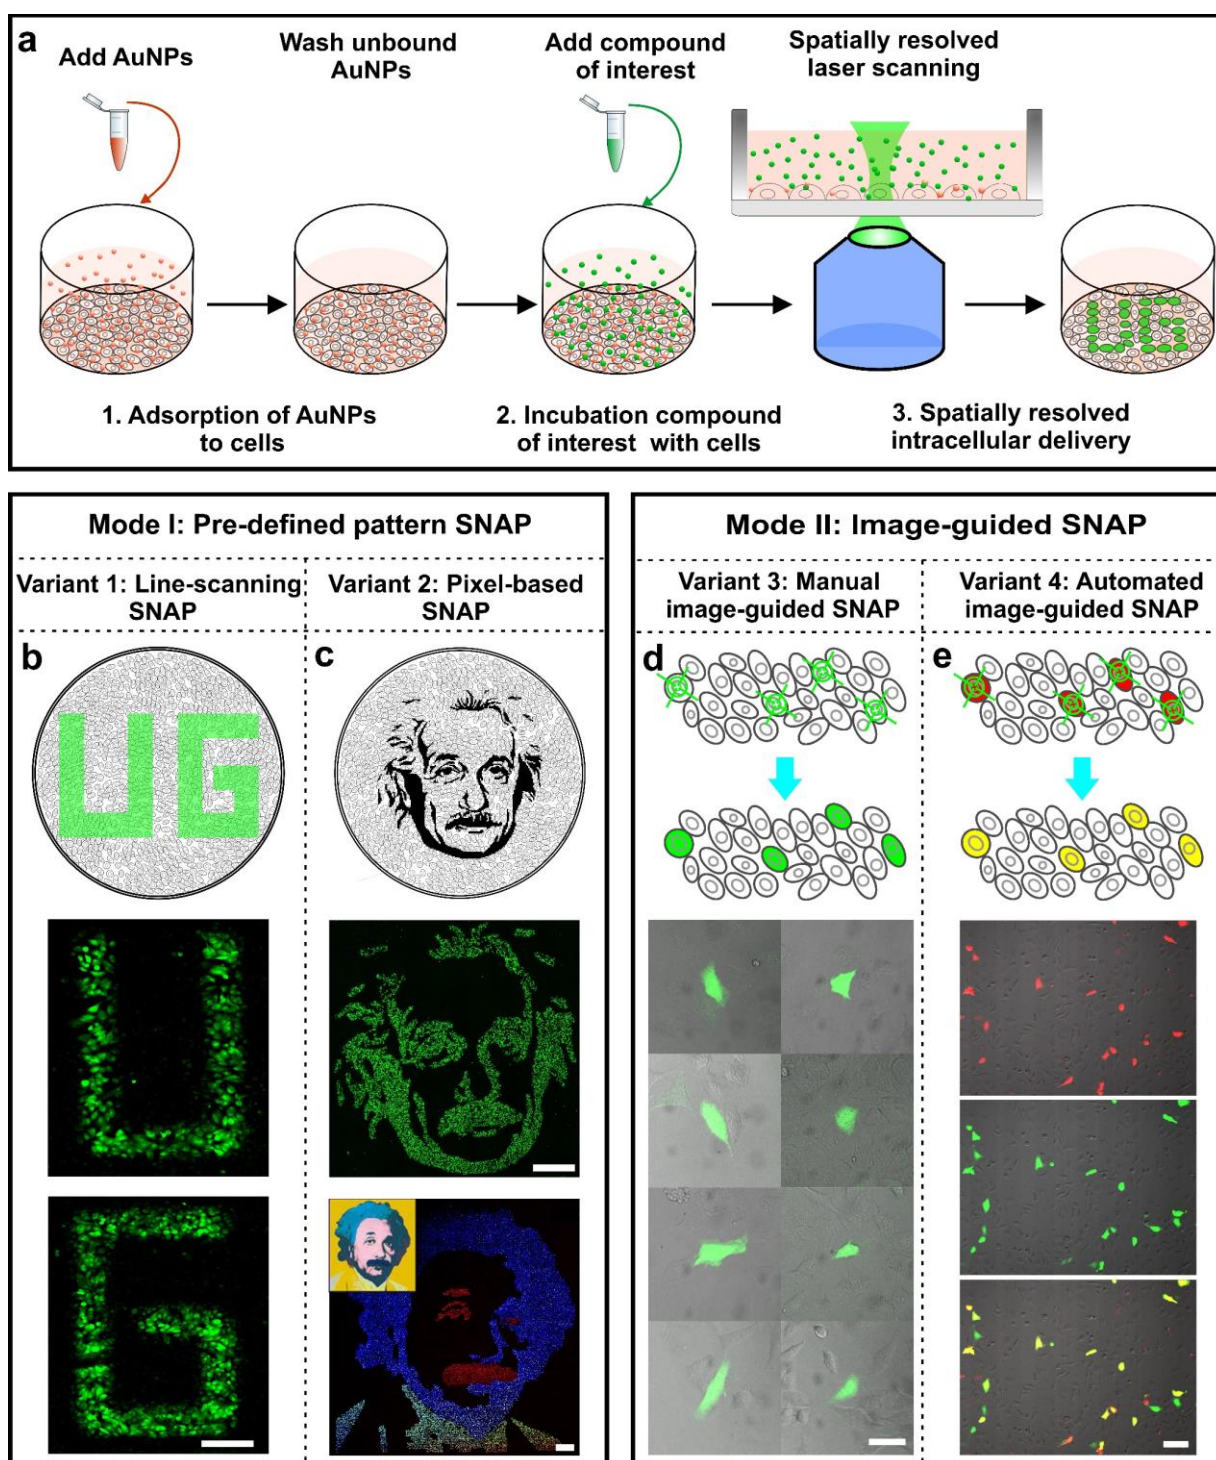 a
Add AuNPs
Wash unbound
AuNPs
Add compound
of interest
Spatially resolved
laser scanning
1. Adsorption of AuNPs
to cells
2. Incubation compound
of interest with cells
3. Spatially resolved
intracellular delivery
Mode I: Pre-defined pattern SNAP
Variant 1: Line-scanning
SNAP
Variant 2: Pixel-based
SNAP
b
UG
c
U
G
Mode II: Image-guided SNAP
Variant 3: Manual
image-guided SNAP
Variant 4: Automated
image-guided SNAP
d
e